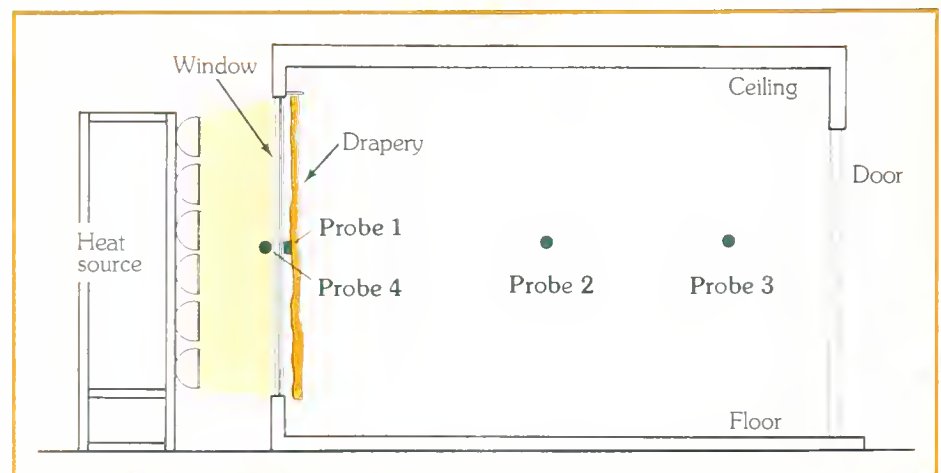 Window
Ceiling
Drapery
Door
Probe 1
Heat
source
Probe 4
Probe 2
Probe 3
Floor